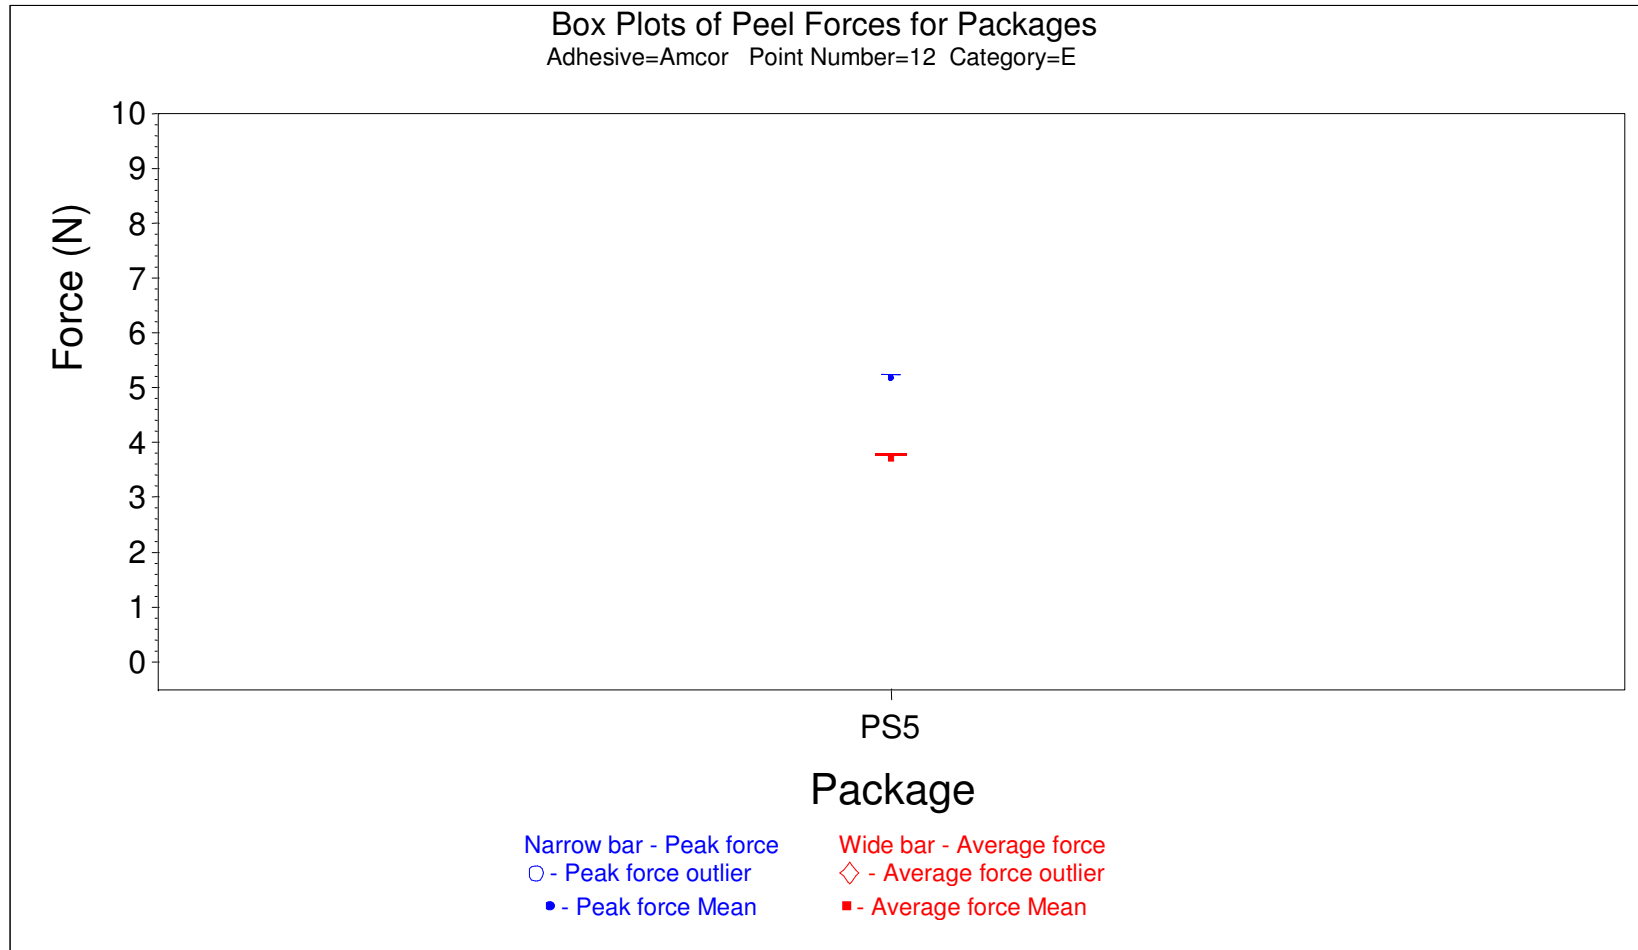 Box Plots of Peel Forces for Packages
Adhesive=Amcor Point Number=12 Category=E
Force (N)
10
9
8
7
6
5
4
3
2
1
0
PS5
Package
Narrow bar - Peak force Wide bar - Average force
- Peak force outlier - Average force outlier
- Peak force Mean - Average force Mean